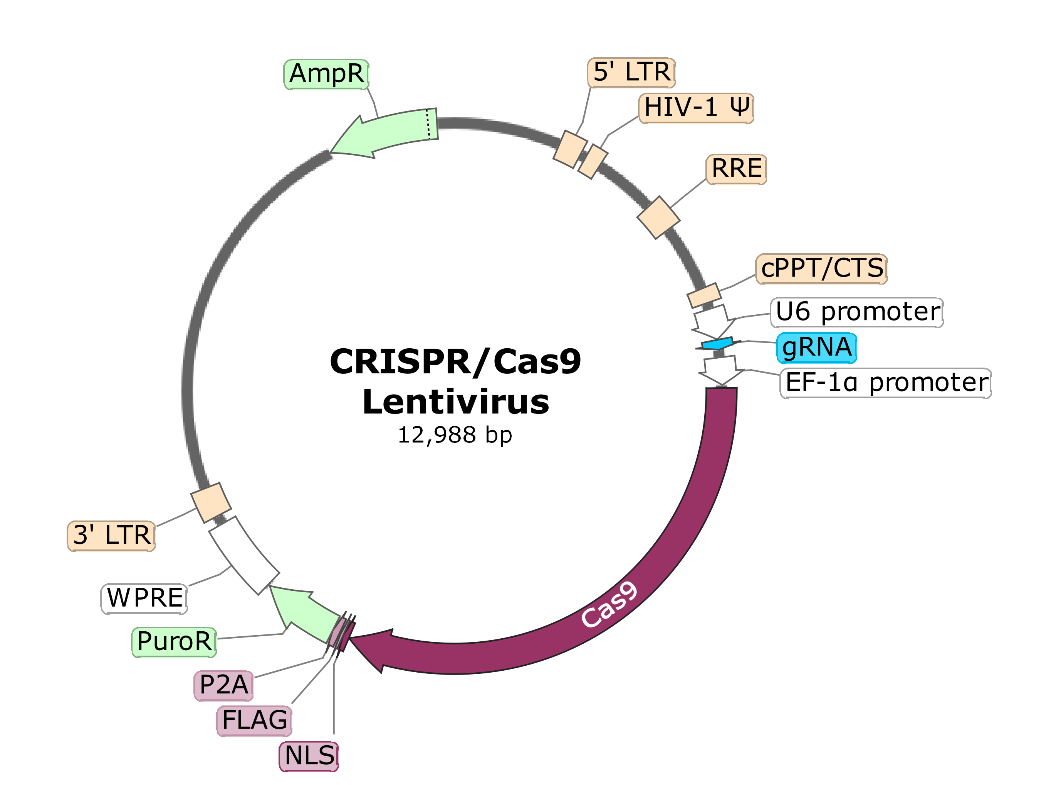 AmpR
5' LTR
HIV-1 Ψ
RRE
cPPT/CTS
U6 promoter
gRNA
EF-1α promoter
CRISPR/Cas9
Lentivirus
12,988 bp
3' LTR
WPRE
PuroR
P2A
FLAG
NLS
Cas9